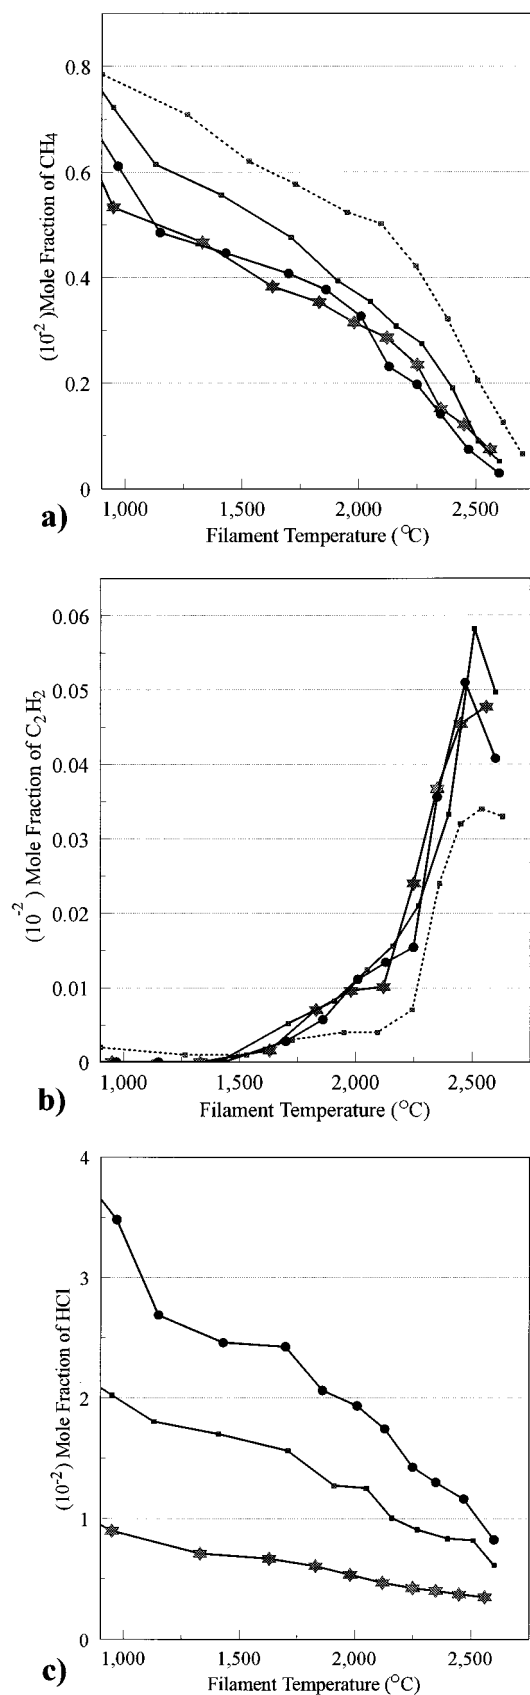 0.8
0.6
0.4
0.2
0
(10⁻²)Mole Fraction of CH₄
1,000 1,500 2,000 2,500
a) Filament Temperature (°C)
0.06
0.05
0.04
0.03
0.02
0.01
0
(10⁻²) Mole Fraction of C₂H₂
1,000 1,500 2,000 2,500
b) Filament Temperature (°C)
4
3
2
1
0
(10⁻²) Mole Fraction of HCl
1,000 1,500 2,000 2,500
c) Filament Temperature (°C)